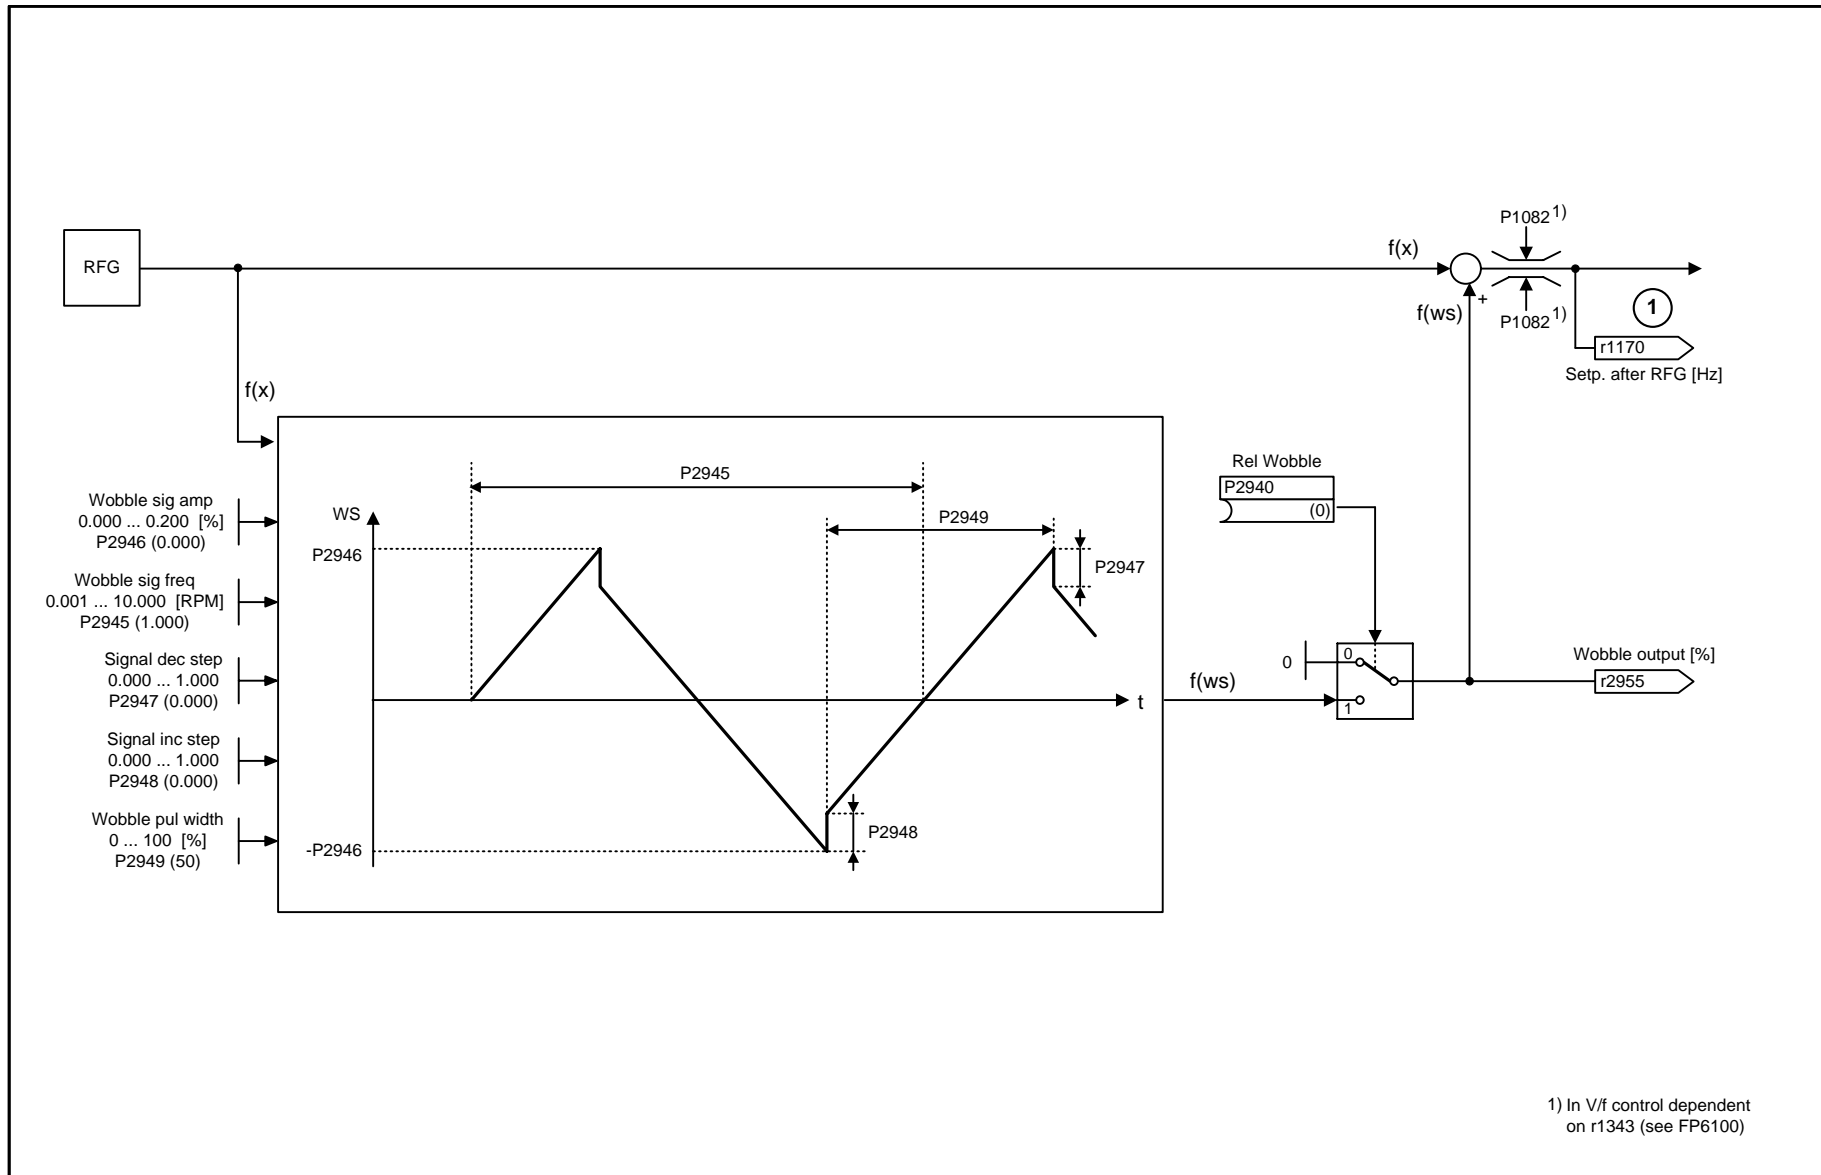 P1082 1)
RFG
f(x)
f(ws)
+
P1082 1)
1
r1170
Setp. after RFG [Hz]
f(x)
Rel Wobble
P2940
(0)
P2945
Wobble sig amp
0.000 ... 0.200 [%]
P2946 (0.000)
WS
P2949
P2946
P2947
Wobble sig freq
0.001 ... 10.000 [RPM]
P2945 (1.000)
Signal dec step
0.000 ... 1.000
P2947 (0.000)
0
0
1
Wobble output [%]
r2955
f(ws)
t
Signal inc step
0.000 ... 1.000
P2948 (0.000)
Wobble pul width
0 ... 100 [%]
P2949 (50)
P2948
-P2946
1) In V/f control dependent
on r1343 (see FP6100)